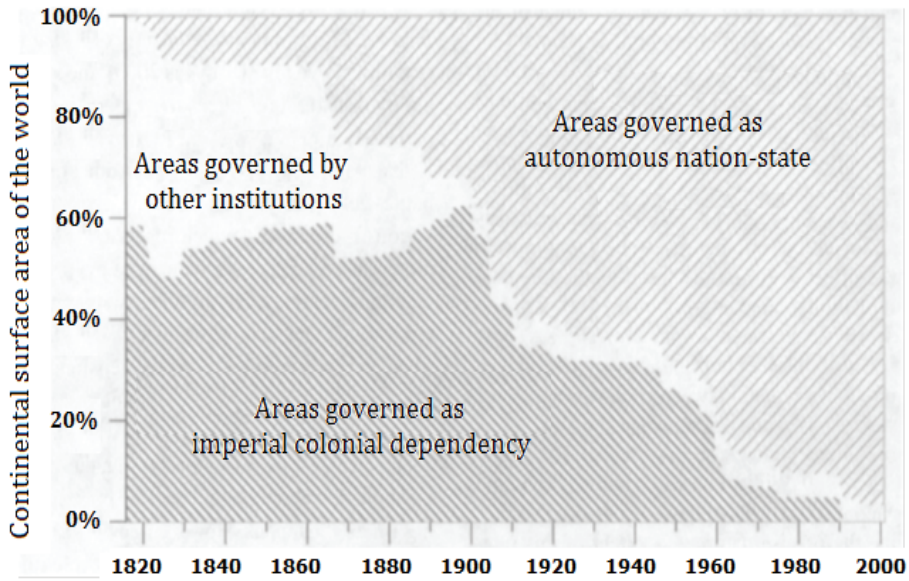 Continental surface area of the world
100%
80%
60%
40%
20%
0%
Areas governed by
other institutions
Areas governed as
autonomous nation-state
Areas governed as
imperial colonial dependency
1820 1840 1860 1880 1900 1920 1940 1960 1980 2000